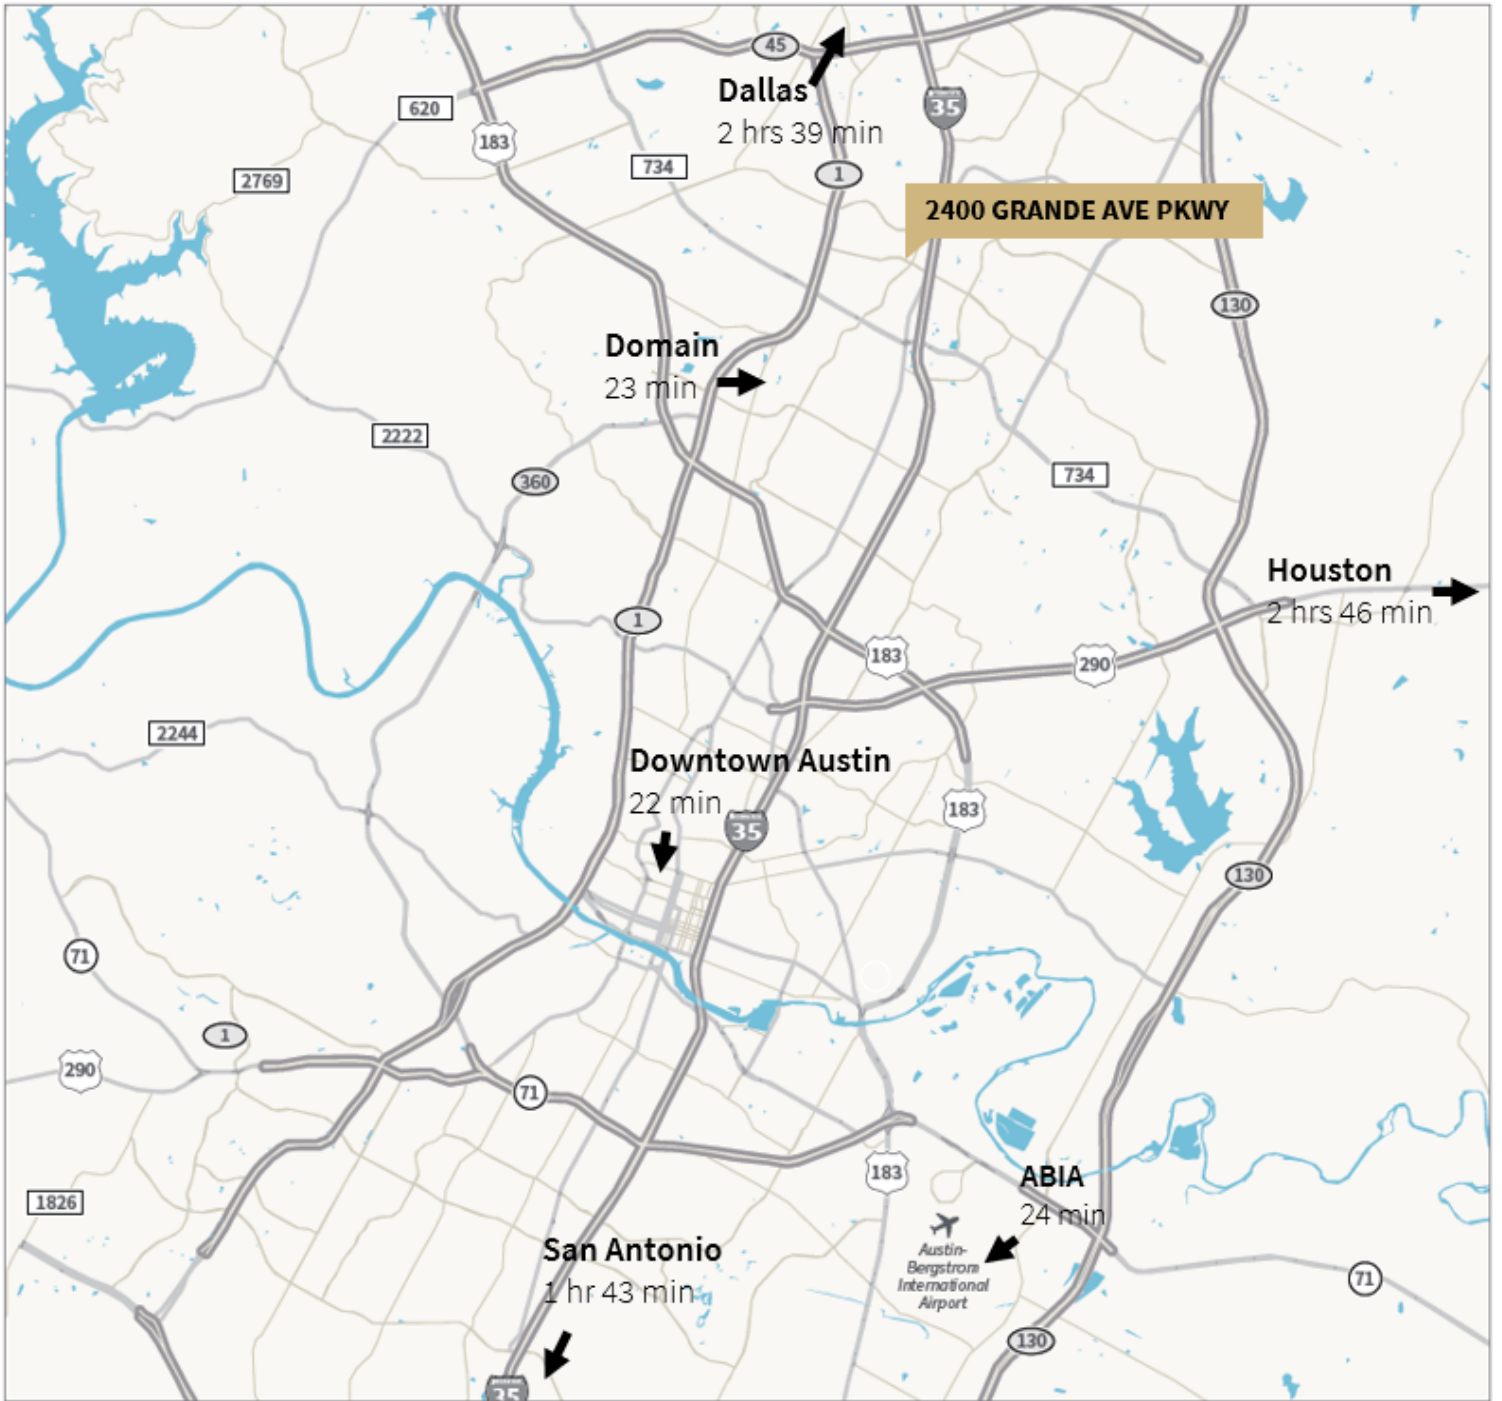 45
Dallas
2 hrs 39 min
620
35
183
734
1
2769
2400 GRANDE AVE PKWY
130
Domain
23 min
2222
360
734
Houston
2 hrs 46 min
1
183
290
2244
Downtown Austin
22 min
183
35
130
71
1
290
71
183
ABIA
24 min
1826
Austin-
Bergstrom
International
Airport
San Antonio
1 hr 43 min
71
130
35